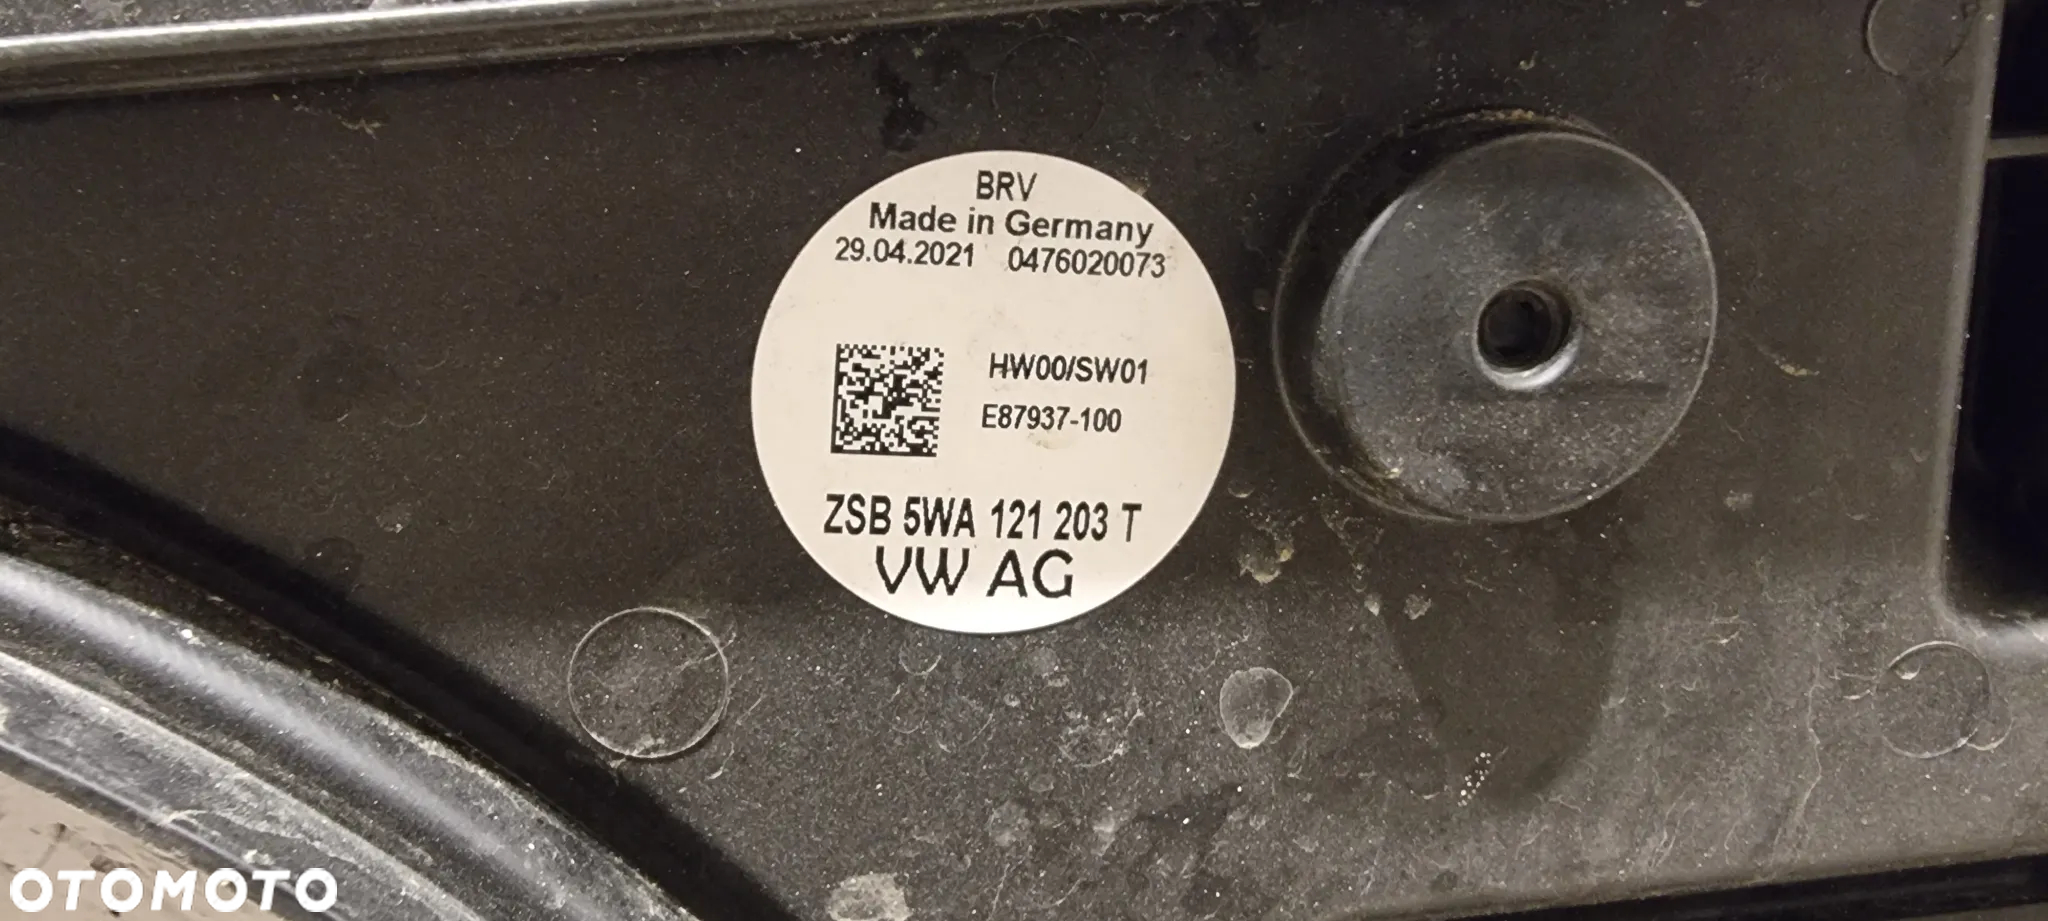 BRV
Made in Germany
29.04.2021 0476020073
HW00/SW01
E87937-100
ZSB 5WA 121 203 T
VW AG
OTOMOTO